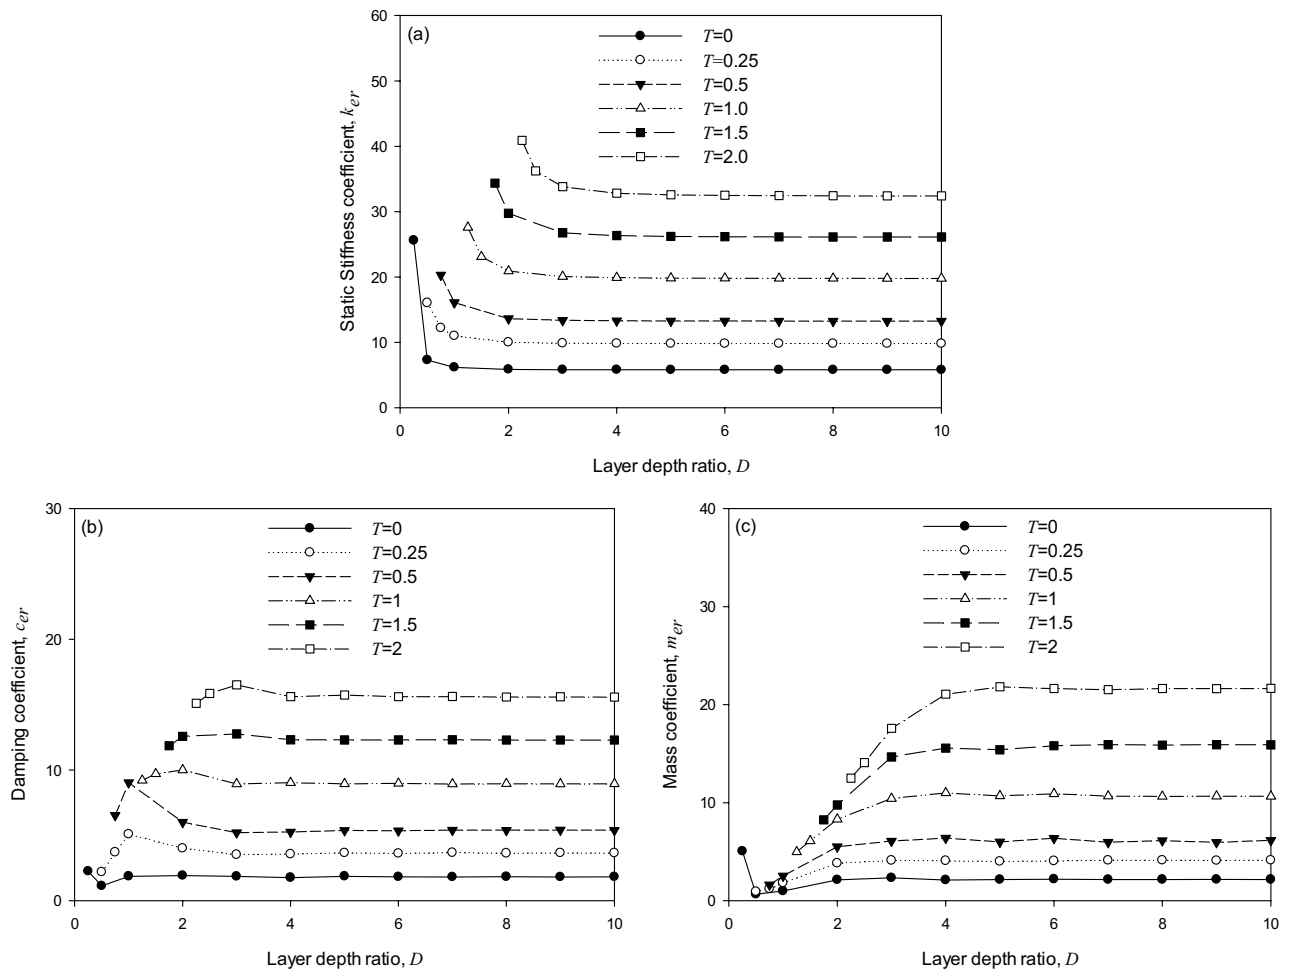 (a)
60
50
40
30
20
10
0
Static Stiffness coefficient, ker
T=0
T=0.25
T=0.5
T=1.0
T=1.5
T=2.0
0 2 4 6 8 10
Layer depth ratio, D
(b)
30
20
10
0
Damping coefficient, cer
T=0
T=0.25
T=0.5
T=1
T=1.5
T=2
0 2 4 6 8 10
Layer depth ratio, D
(c)
40
30
20
10
0
Mass coefficient, mer
T=0
T=0.25
T=0.5
T=1
T=1.5
T=2
0 2 4 6 8 10
Layer depth ratio, D